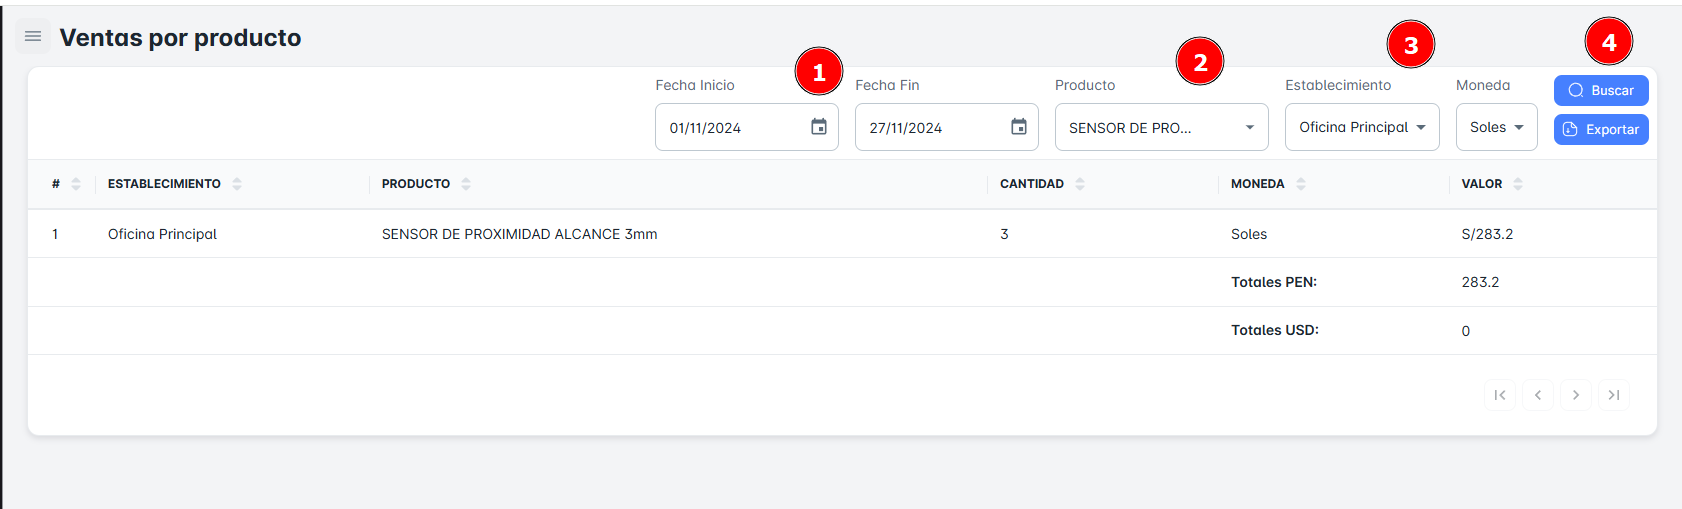 Ventas por producto
1 2 3 4
Fecha Inicio Fecha Fin Producto Establecimiento Moneda
01/11/2024 27/11/2024 SENSOR DE PRO... Oficina Principal Soles
Buscar
Exportar
# ESTABLECIMIENTO PRODUCTO CANTIDAD MONEDA VALOR
1 Oficina Principal SENSOR DE PROXIMIDAD ALCANCE 3mm 3 Soles S/283.2
Totales PEN: 283.2
Totales USD: 0